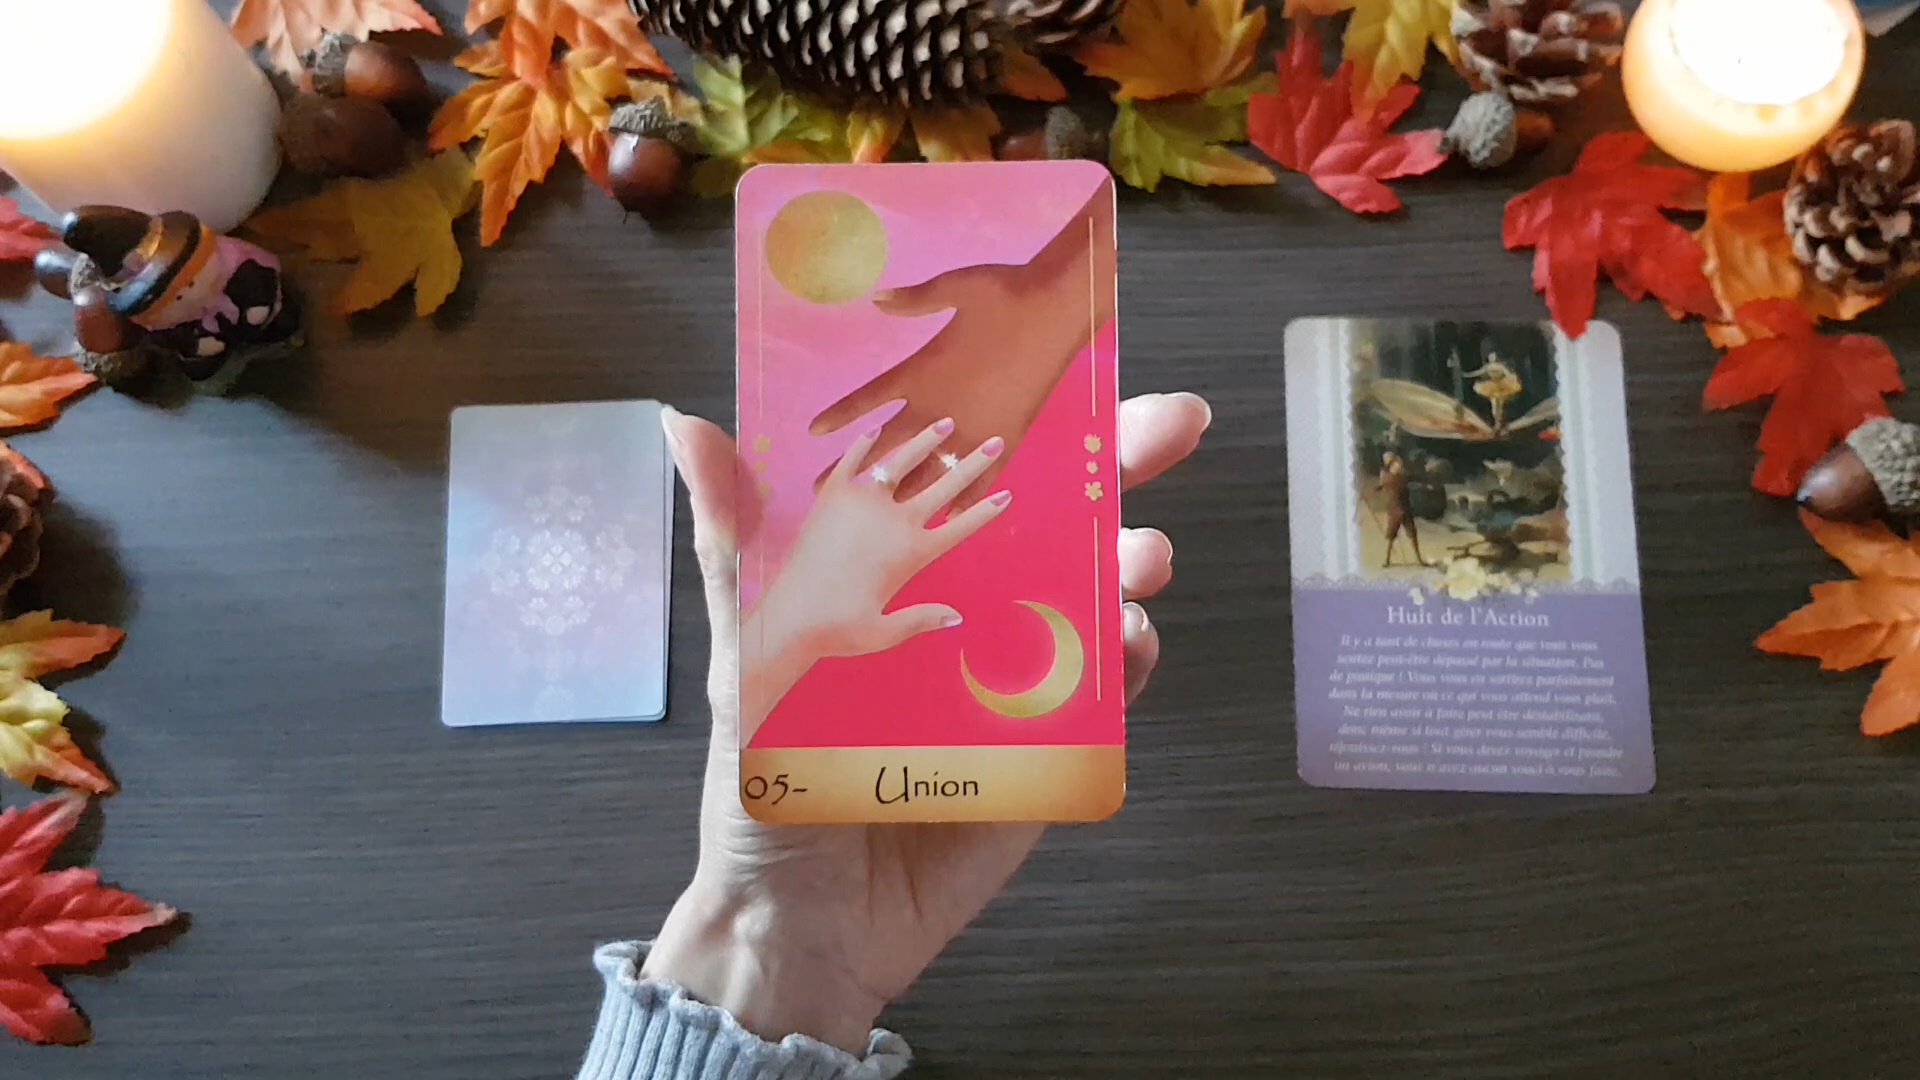 05- Union
Huit de l'Action
Il y a tant de choses en route que vous vous
sentez peut-être dépassé par la situation. Pas
de panique ! Vous vous en sortirez parfaitement
dans la mesure où ce qui vous attend vous plaît.
Ne rien avoir à faire peut être déstabilisant,
donc même si tout gérer vous semble difficile,
réjouissez-vous ! Si vous devez voyager et prendre
un avion, vous n'avez aucun souci à vous faire.